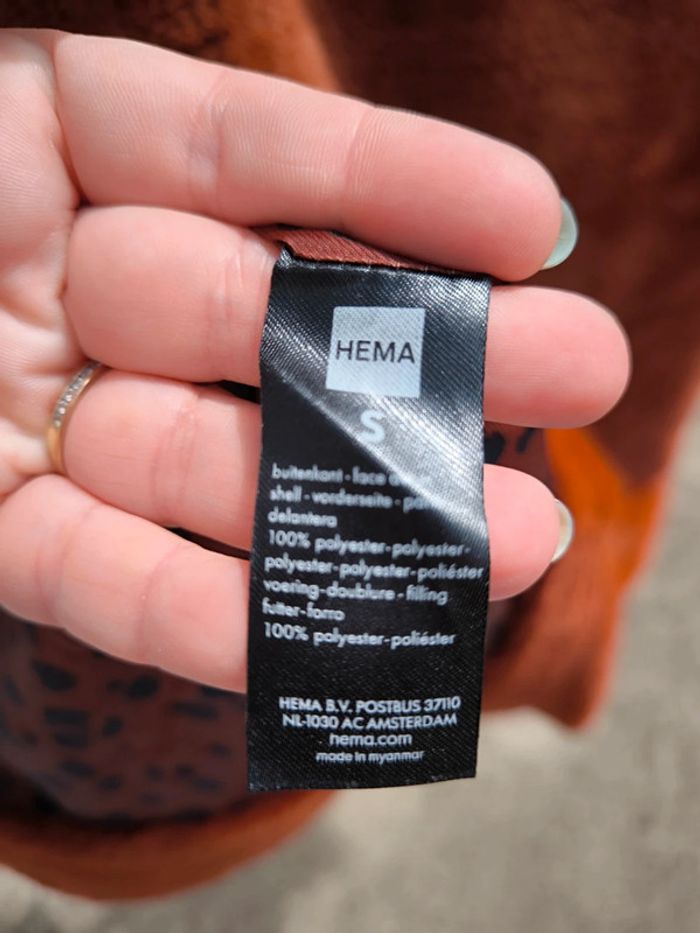 HEMA
S
buitenkant - face
shell - vorderseite -
delantera
100% polyester-polyester-
polyester-polyester-poliéster
voering-doublure-filling
futter-forro
100% polyester-poliéster
HEMA B.V. POSTBUS 37110
NL-1030 AC AMSTERDAM
hema.com
made in myanmar